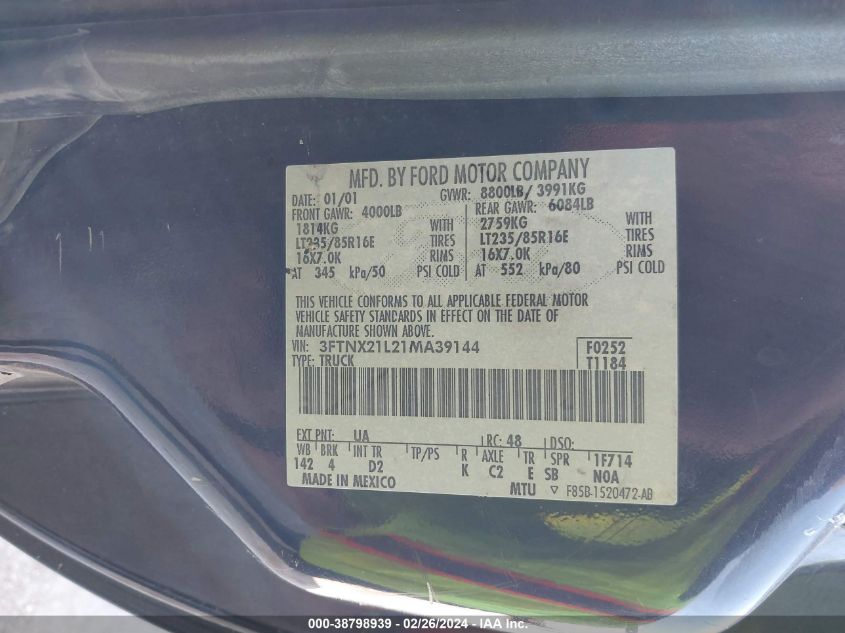 MFD. BY FORD MOTOR COMPANY
DATE: 01/01 GVWR: 8800LB/ 3991KG
FRONT GAWR: 4000LB REAR GAWR: 6084LB
1814KG WITH 2759KG WITH
LT235/85R16E TIRES LT235/85R16E TIRES
16X7.0K RIMS 16X7.0K RIMS
AT 345 kPa/50 PSI COLD AT 552 kPa/80 PSI COLD
THIS VEHICLE CONFORMS TO ALL APPLICABLE FEDERAL MOTOR
VEHICLE SAFETY STANDARDS IN EFFECT ON THE DATE OF
MANUFACTURE SHOWN ABOVE.
VIN: 3FTNX21L21MA39144 F0252
TYPE: TRUCK T1184
EXT PNT: UA RC: 48 DSO:
WB BRK INT TR TP/PS R AXLE TR SPR 1F714
142 4 D2 K C2 E SB NOA
MADE IN MEXICO MTU F85B-1520472-AB
000-38798939 / 02/26/2024 - © IAA Inc.